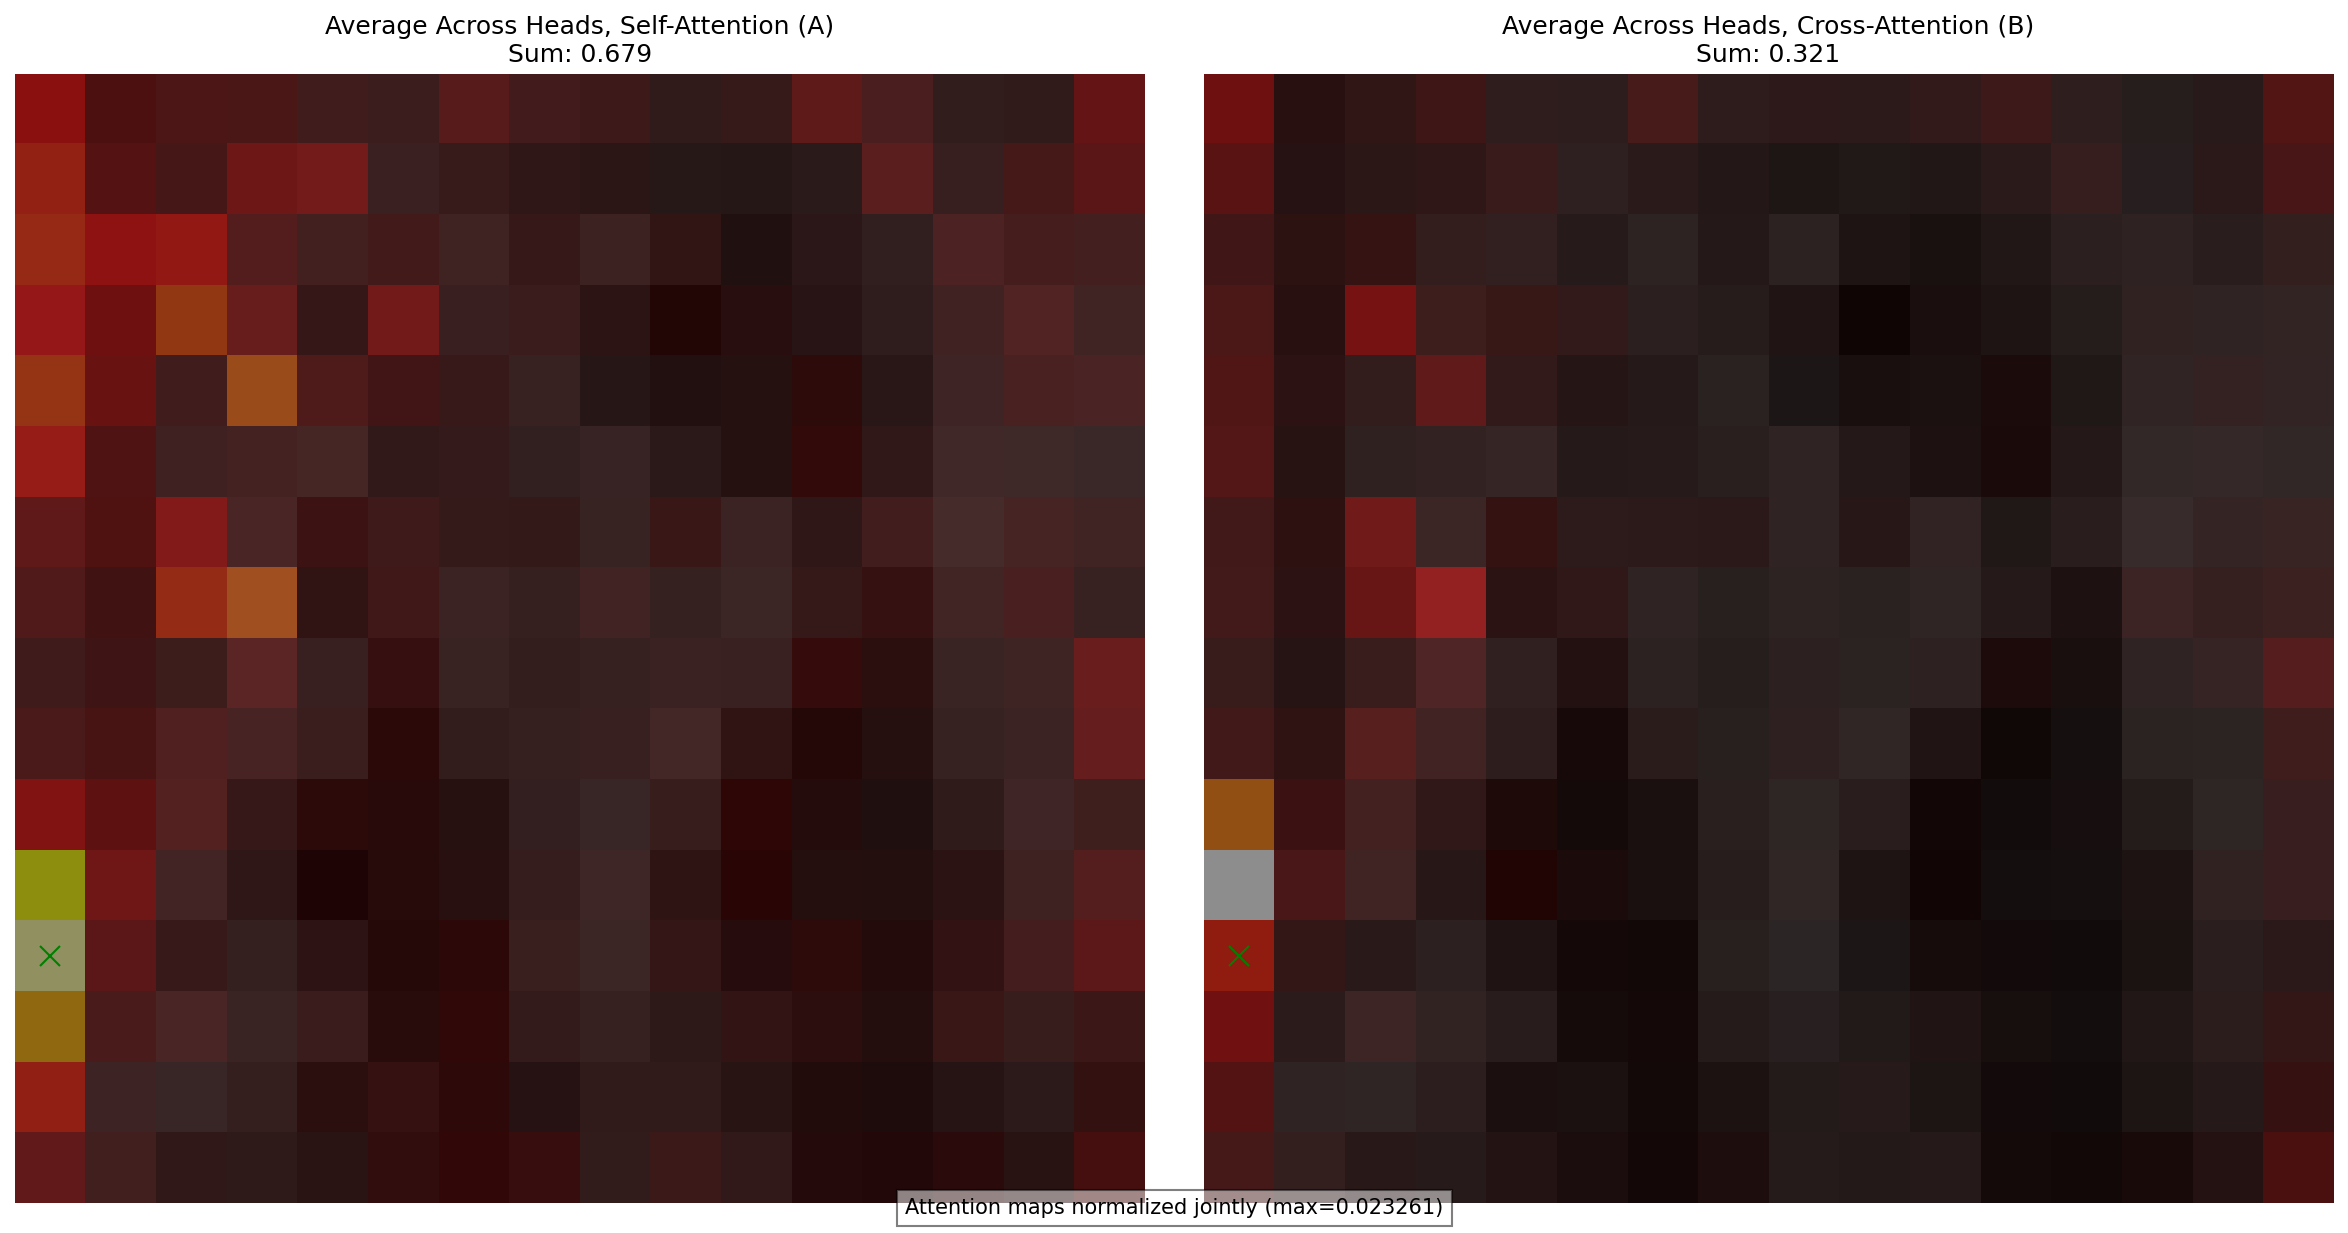 Average Across Heads, Self-Attention (A)
Sum: 0.679
Average Across Heads, Cross-Attention (B)
Sum: 0.321
Attention maps normalized jointly (max=0.023261)